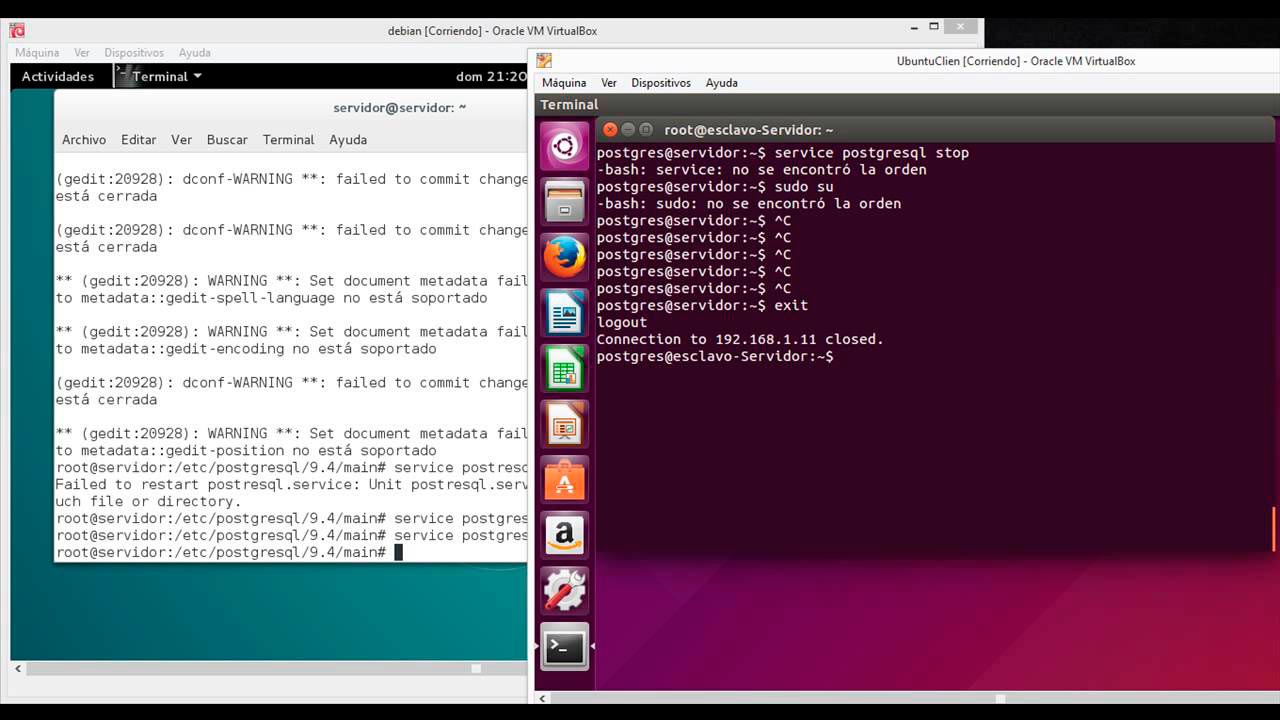 debian [Corriendo] - Oracle VM VirtualBox
Máquina Ver Dispositivos Ayuda
Actividades Terminal dom 21:20
servidor@servidor: ~
Archivo Editar Ver Buscar Terminal Ayuda
(gedit:20928): dconf-WARNING **: failed to commit change
está cerrada
(gedit:20928): dconf-WARNING **: failed to commit change
está cerrada
** (gedit:20928): WARNING **: Set document metadata fail
to metadata::gedit-spell-language no está soportado
** (gedit:20928): WARNING **: Set document metadata fail
to metadata::gedit-encoding no está soportado
(gedit:20928): dconf-WARNING **: failed to commit change
está cerrada
** (gedit:20928): WARNING **: Set document metadata fail
to metadata::gedit-position no está soportado
root@servidor:/etc/postgresql/9.4/main# service postresq
Failed to restart postresql.service: Unit postresql.serv
uch file or directory.
root@servidor:/etc/postgresql/9.4/main# service postgres
root@servidor:/etc/postgresql/9.4/main# service postgres
root@servidor:/etc/postgresql/9.4/main#
UbuntuClien [Corriendo] - Oracle VM VirtualBox
Máquina Ver Dispositivos Ayuda
Terminal
root@esclavo-Servidor: ~
postgres@servidor:~$ service postgresql stop
-bash: service: no se encontró la orden
postgres@servidor:~$ sudo su
-bash: sudo: no se encontró la orden
postgres@servidor:~$ ^C
postgres@servidor:~$ ^C
postgres@servidor:~$ ^C
postgres@servidor:~$ ^C
postgres@servidor:~$ ^C
postgres@servidor:~$ exit
logout
Connection to 192.168.1.11 closed.
postgres@esclavo-Servidor:~$